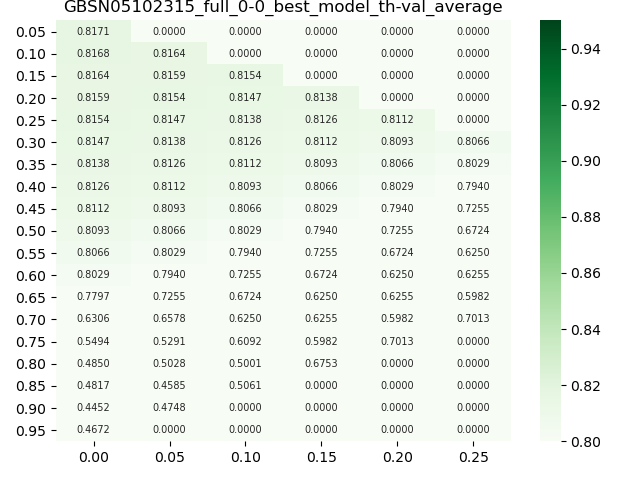 GBSN05102315_full_0-0_best_model_th-val_average
0.05 0.8171 0.0000 0.0000 0.0000 0.0000 0.0000
0.10 0.8168 0.8164 0.0000 0.0000 0.0000 0.0000
0.15 0.8164 0.8159 0.8154 0.0000 0.0000 0.0000
0.20 0.8159 0.8154 0.8147 0.8138 0.0000 0.0000
0.25 0.8154 0.8147 0.8138 0.8126 0.8112 0.0000
0.30 0.8147 0.8138 0.8126 0.8112 0.8093 0.8066
0.35 0.8138 0.8126 0.8112 0.8093 0.8066 0.8029
0.40 0.8126 0.8112 0.8093 0.8066 0.8029 0.7940
0.45 0.8112 0.8093 0.8066 0.8029 0.7940 0.7255
0.50 0.8093 0.8066 0.8029 0.7940 0.7255 0.6724
0.55 0.8066 0.8029 0.7940 0.7255 0.6724 0.6250
0.60 0.8029 0.7940 0.7255 0.6724 0.6250 0.6255
0.65 0.7797 0.7255 0.6724 0.6250 0.6255 0.5982
0.70 0.6306 0.6578 0.6250 0.6255 0.5982 0.7013
0.75 0.5494 0.5291 0.6092 0.5982 0.7013 0.0000
0.80 0.4850 0.5028 0.5001 0.6753 0.0000 0.0000
0.85 0.4817 0.4585 0.5061 0.0000 0.0000 0.0000
0.90 0.4452 0.4748 0.0000 0.0000 0.0000 0.0000
0.95 0.4672 0.0000 0.0000 0.0000 0.0000 0.0000
0.00 0.05 0.10 0.15 0.20 0.25
0.94
0.92
0.90
0.88
0.86
0.84
0.82
0.80